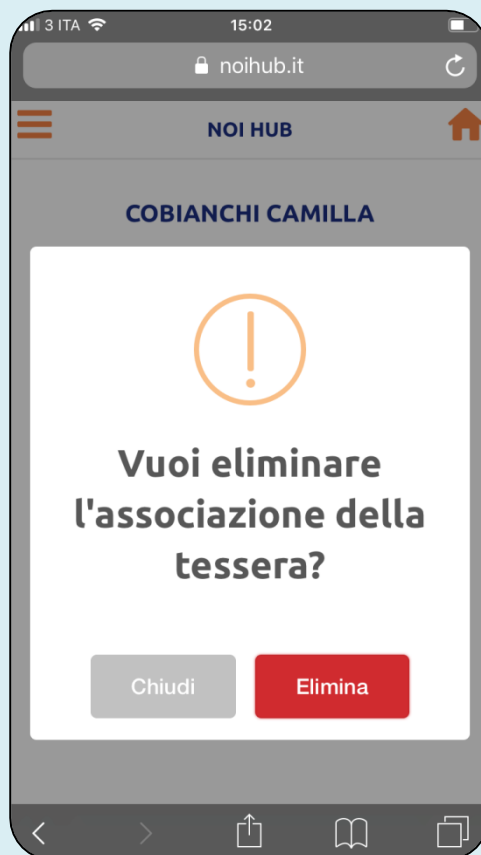 3 ITA 15:02
noihub.it
NOI HUB
COBIANCHI CAMILLA
Vuoi eliminare
l'associazione della
tessera?
Chiudi Elimina